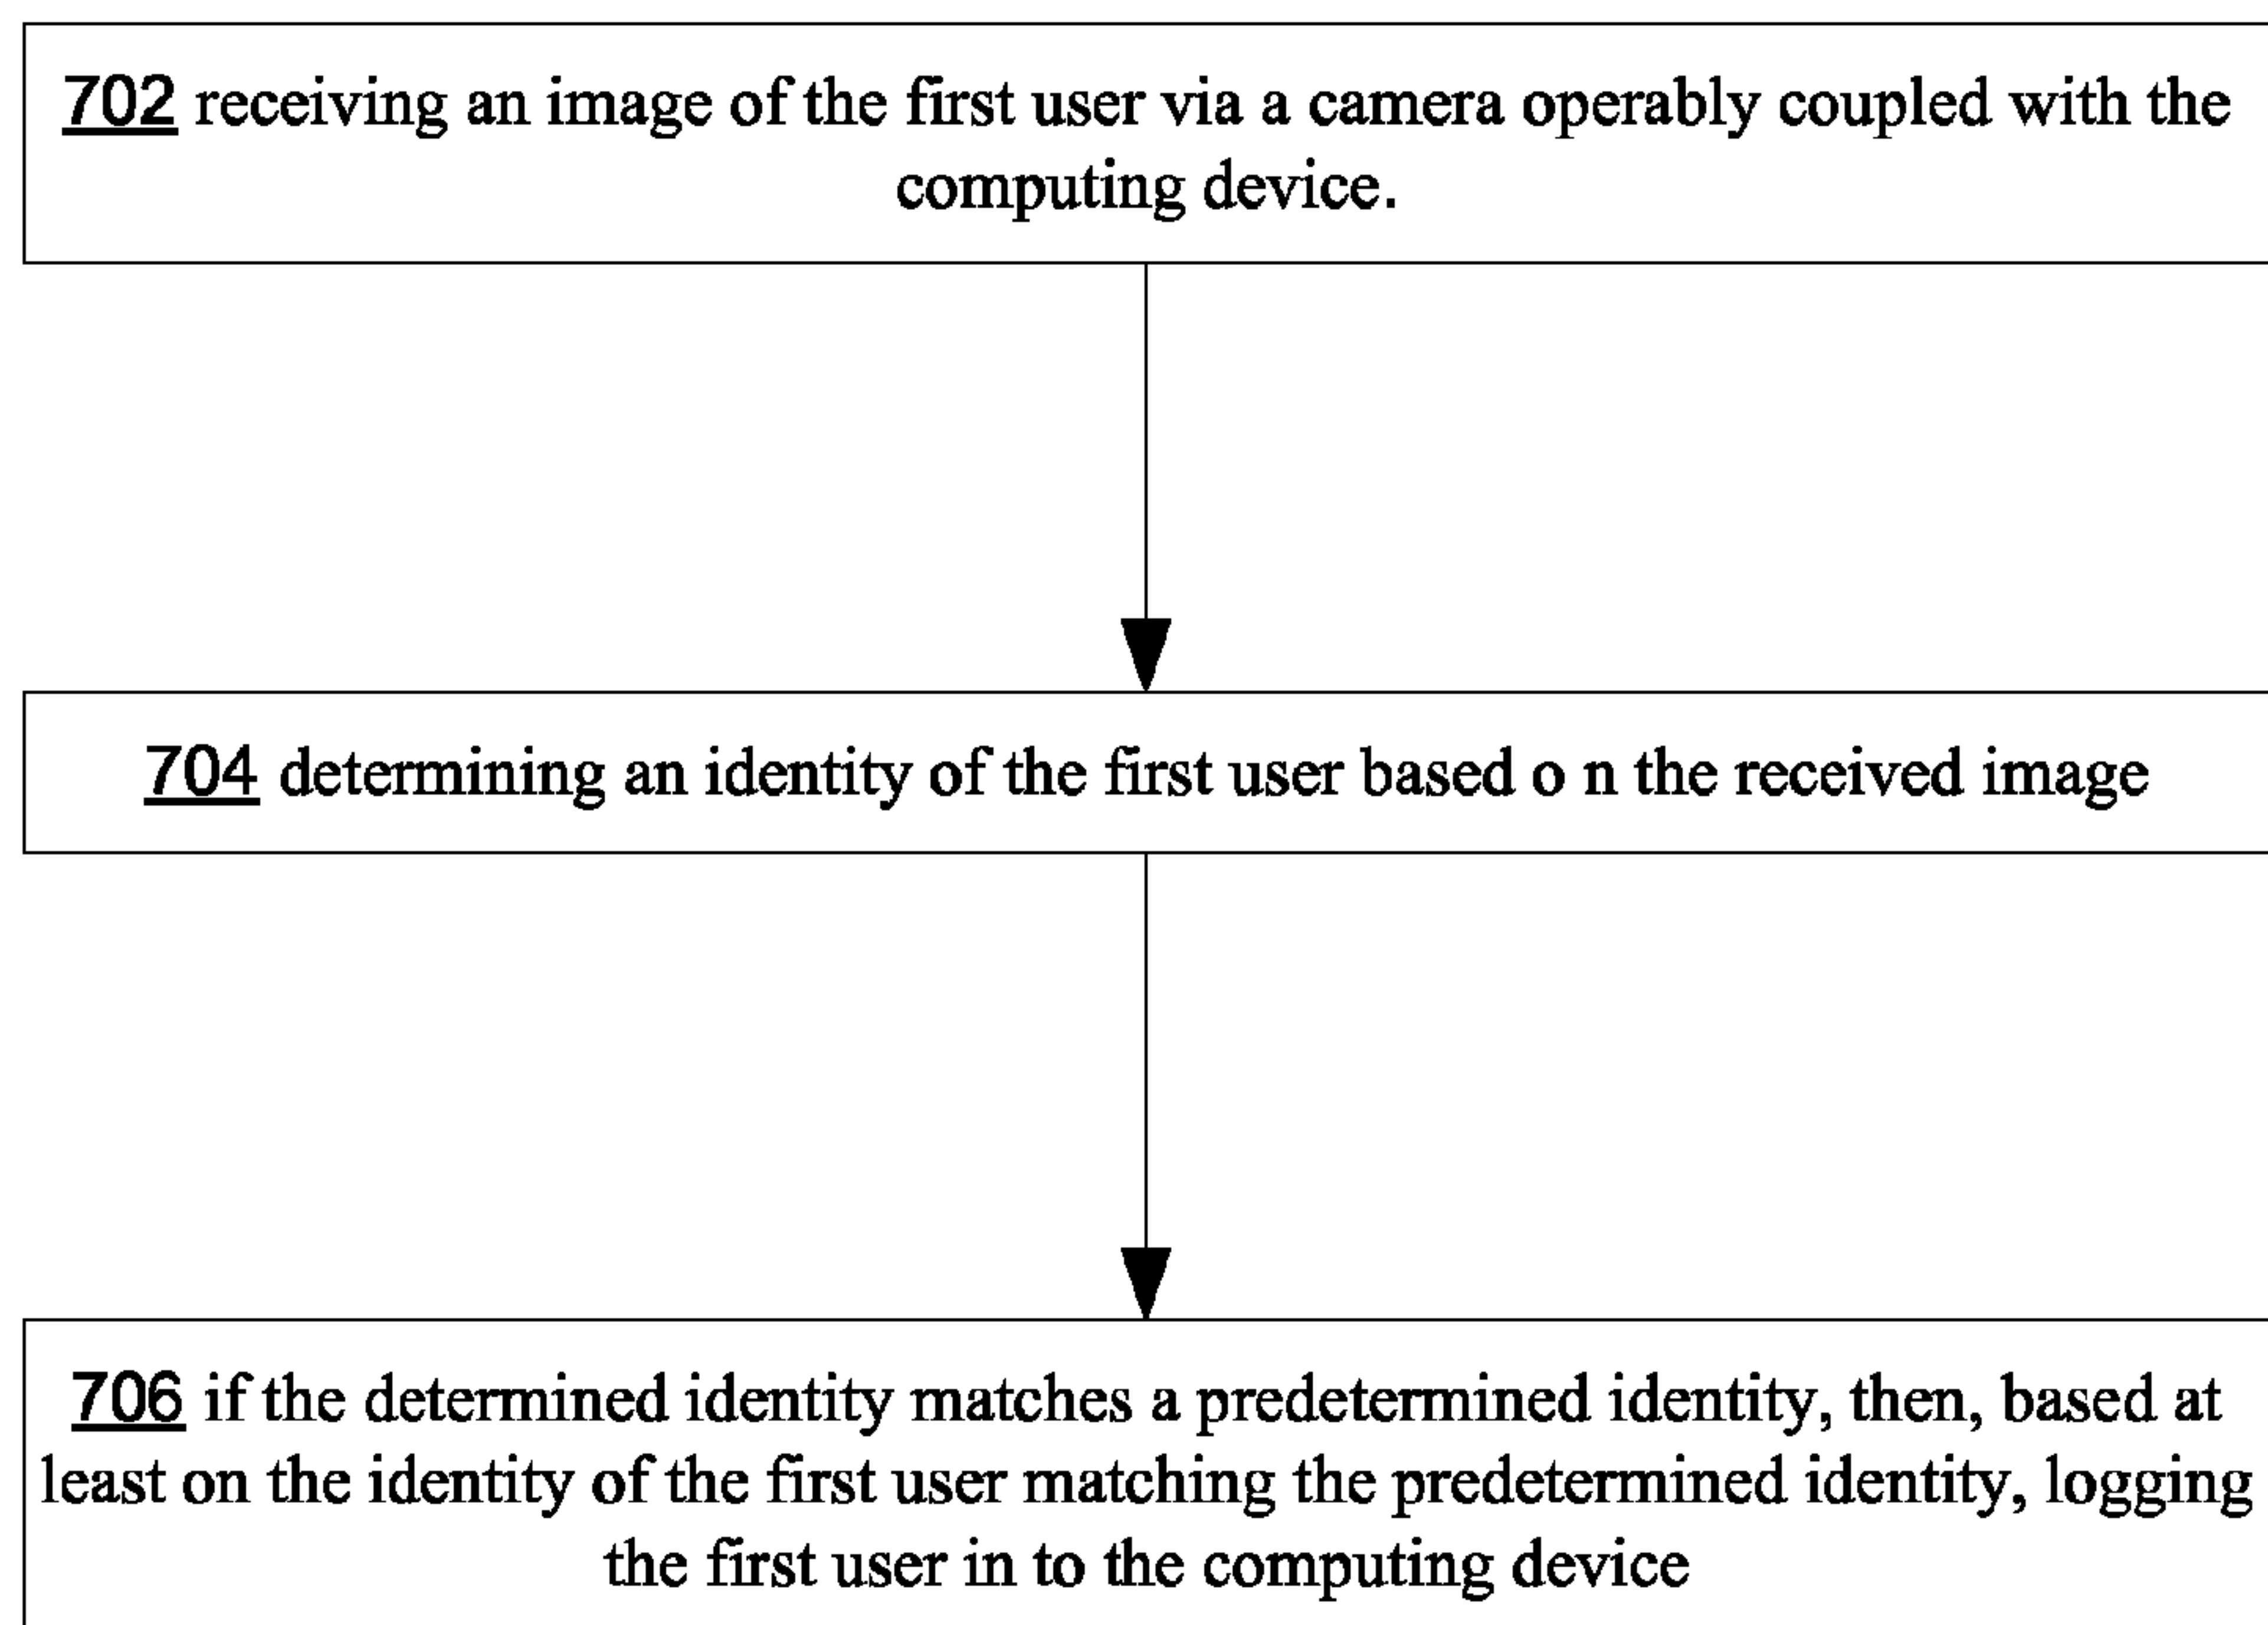 702 receiving an image of the first user via a camera operably coupled with the
computing device.
704 determining an identity of the first user based o n the received image
706 if the determined identity matches a predetermined identity, then, based at
least on the identity of the first user matching the predetermined identity, logging
the first user in to the computing device